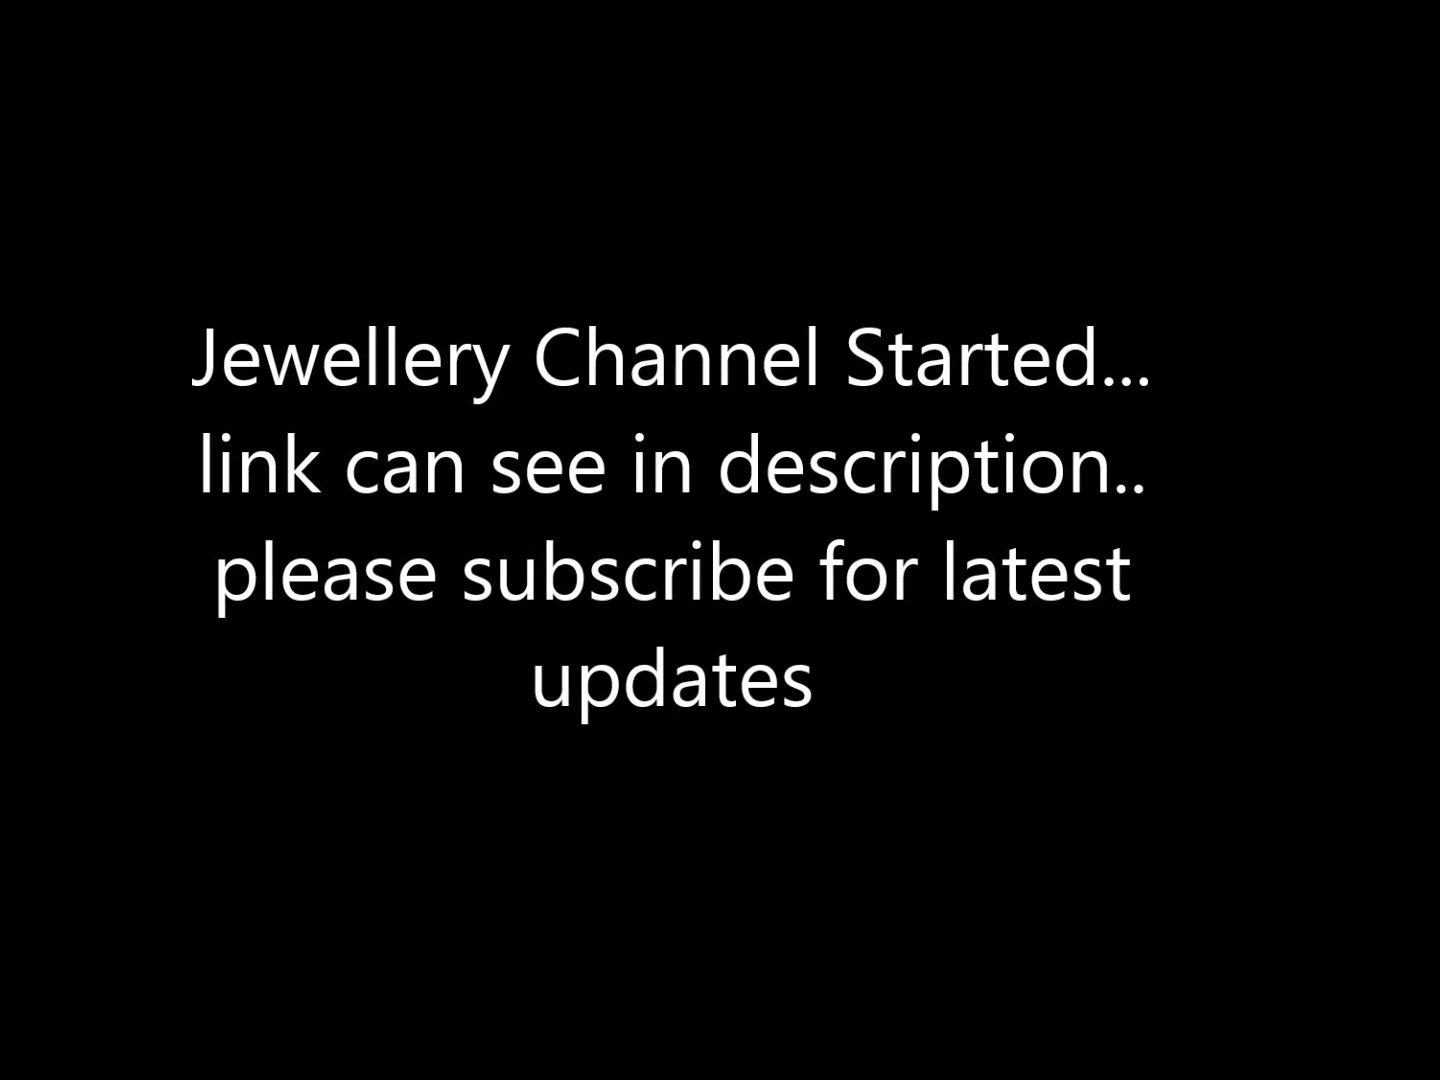 Jewellery Channel Started...
link can see in description..
please subscribe for latest
updates